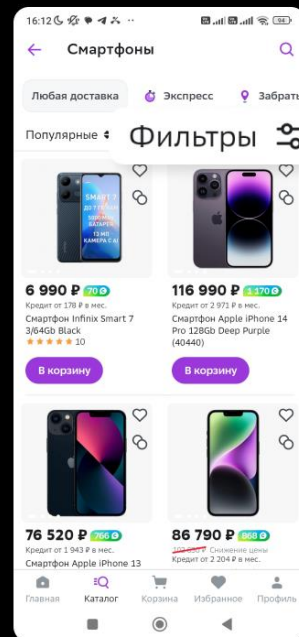 16:12
Смартфоны
Любая доставка
Экспресс
Забрать
Популярные
Фильтры
SMART 7
6 990 ₽ 70
116 990 ₽ 1 170
Кредит от 178 ₽ в мес.
Кредит от 2 971 ₽ в мес.
Смартфон Infinix Smart 7
3/64Gb Black
Смартфон Apple iPhone 14
Pro 128Gb Deep Purple
(40440)
10
В корзину
В корзину
76 520 ₽ 766
86 790 ₽ 868
Кредит от 1 943 ₽ в мес.
Снижение цены
Кредит от 2 204 ₽ в мес.
Смартфон Apple iPhone 13
Главная
Каталог
Корзина
Избранное
Профиль